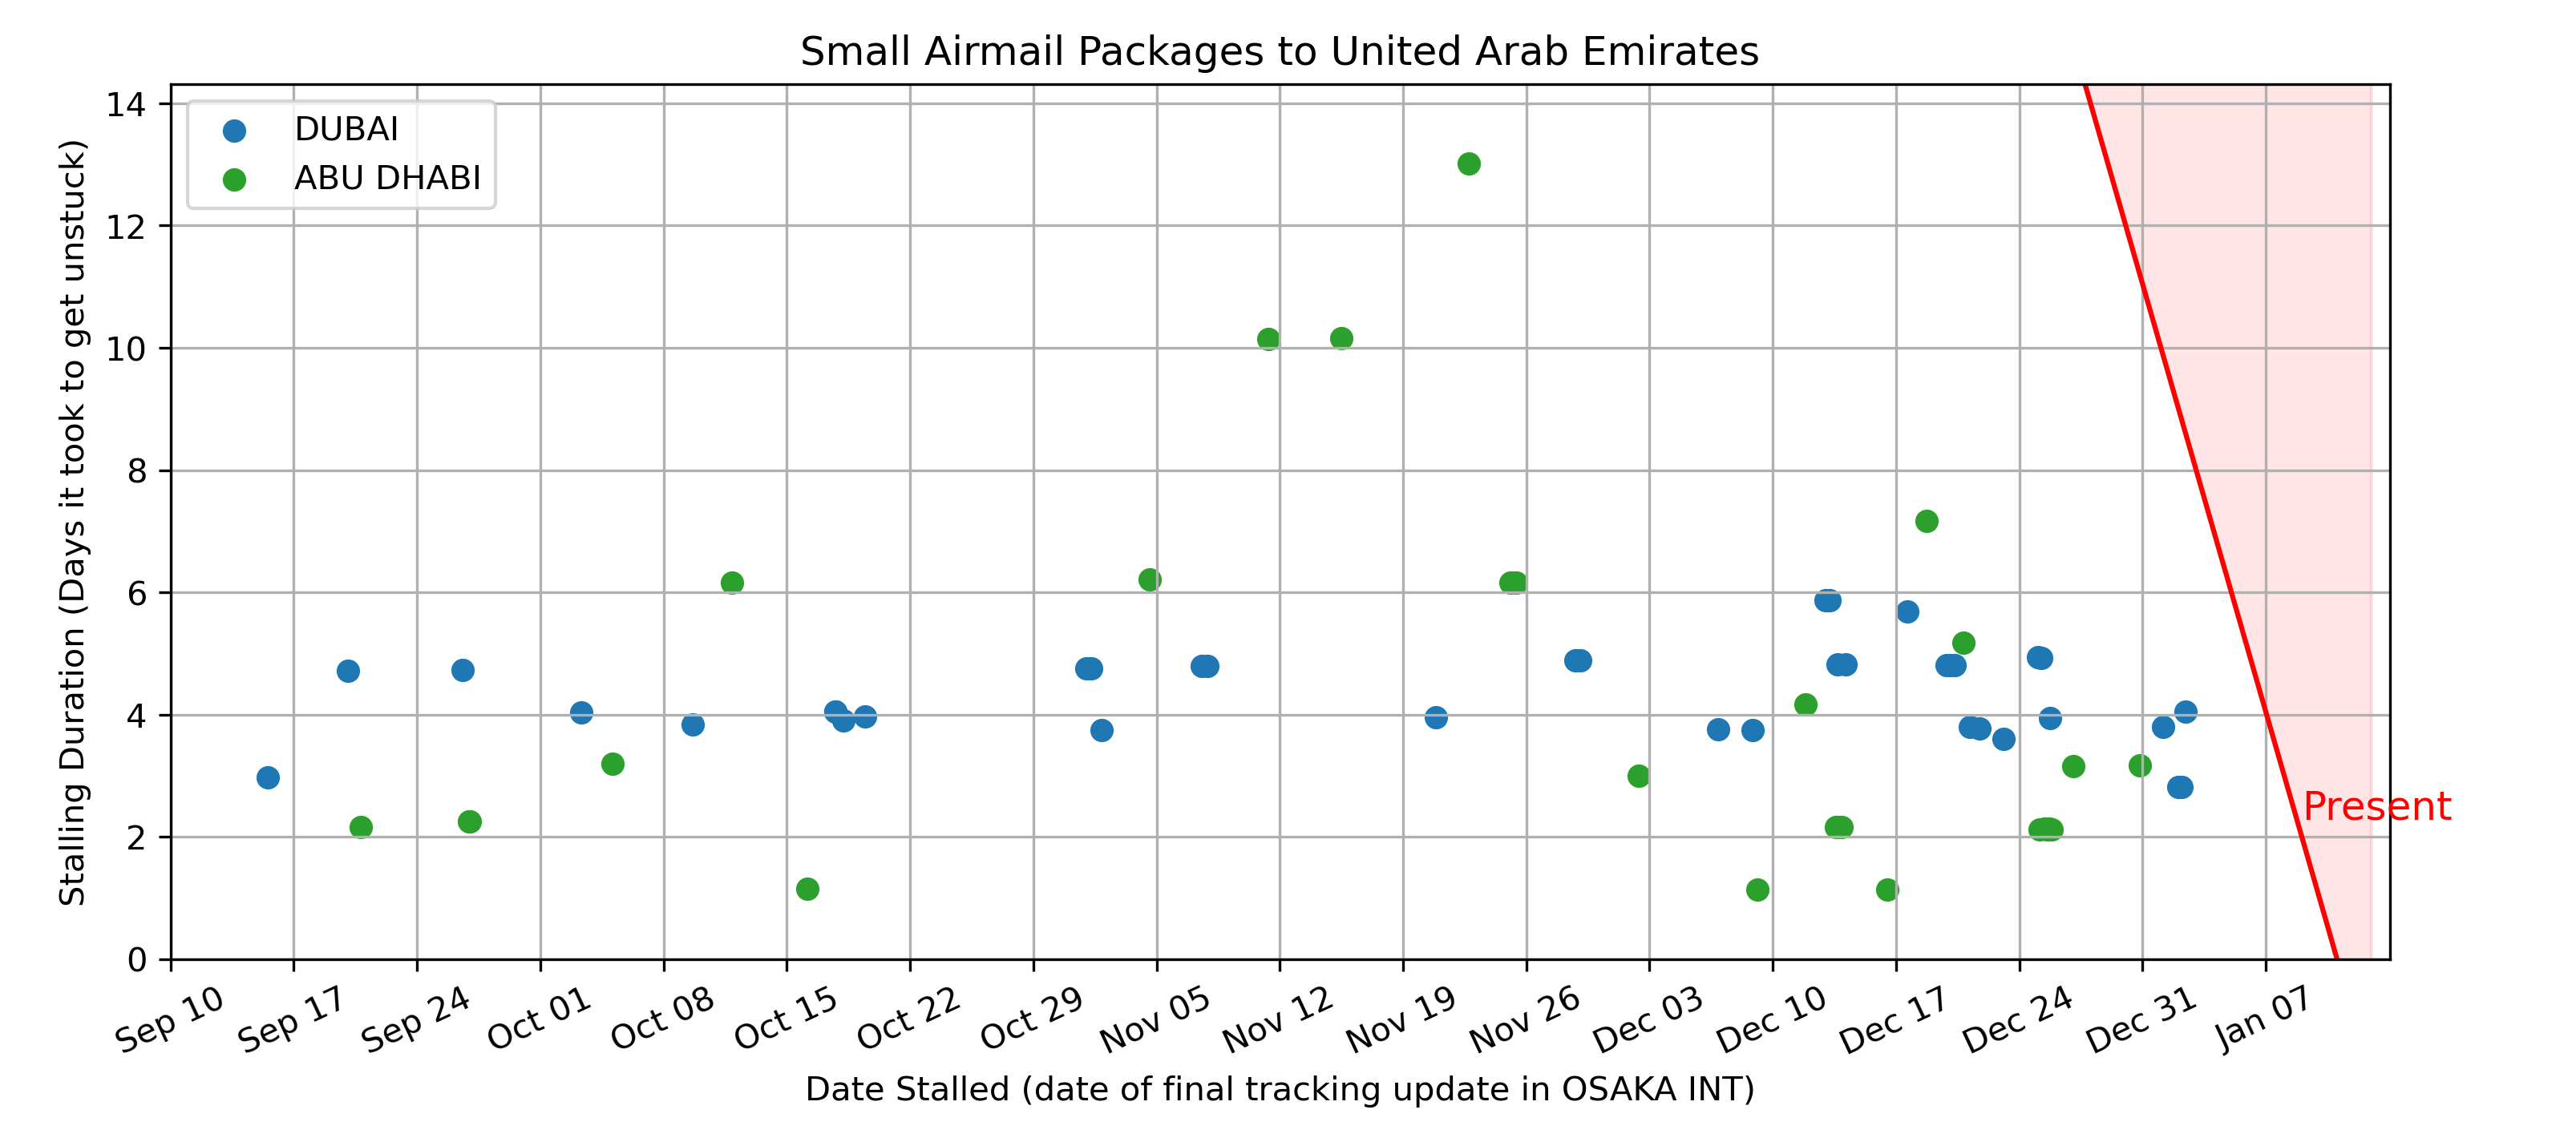 Small Airmail Packages to United Arab Emirates
DUBAI
ABU DHABI
Stalling Duration (Days it took to get unstuck)
14
12
10
8
6
4
2
0
Present
Sep 10
Sep 17
Sep 24
Oct 01
Oct 08
Oct 15
Oct 22
Oct 29
Nov 05
Nov 12
Nov 19
Nov 26
Dec 03
Dec 10
Dec 17
Dec 24
Dec 31
Jan 07
Date Stalled (date of final tracking update in OSAKA INT)